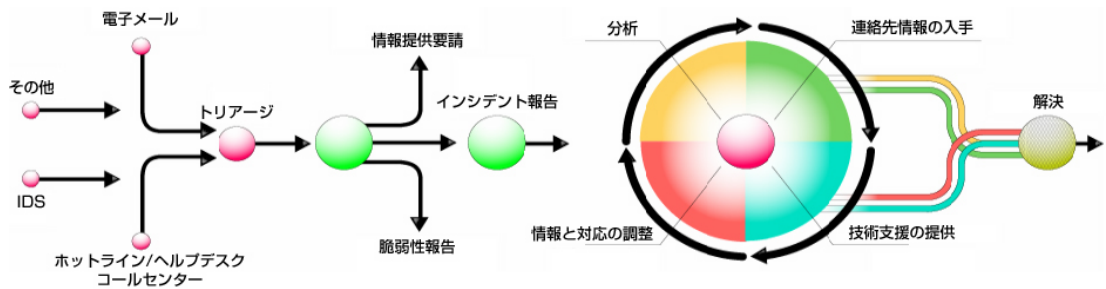 電子メール
その他
IDS
ホットライン/ヘルプデスク
コールセンター
トリアージ
情報提供要請
インシデント報告
脆弱性報告
分析
連絡先情報の入手
情報と対応の調整
技術支援の提供
解決